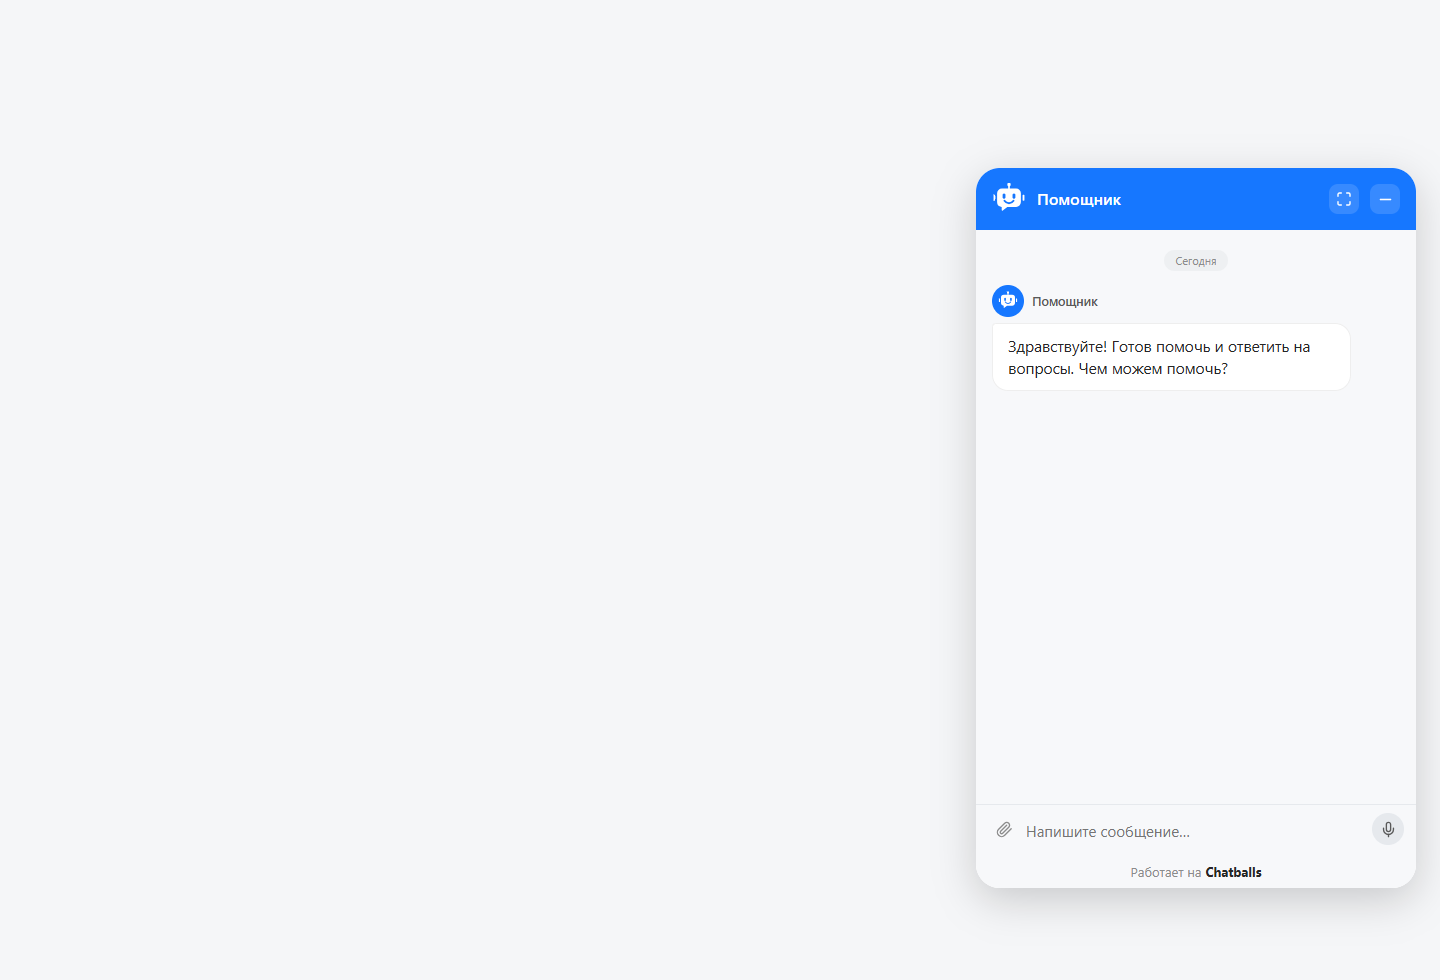 Помощник
Сегодня
Помощник
Здравствуйте! Готов помочь и ответить на
вопросы. Чем можем помочь?
Напишите сообщение...
Работает на Chatballs